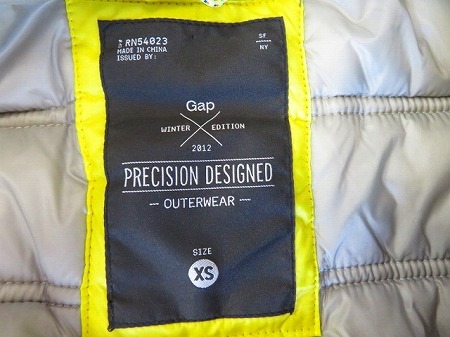 RN54023
MADE IN CHINA
ISSUED BY:
SF
NY
Gap
WINTER EDITION
2012
PRECISION DESIGNED
OUTERWEAR
SIZE
XS